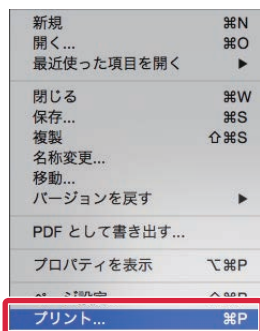 新規 ⌘N
開く... ⌘O
最近使った項目を開く ▶
閉じる ⌘W
保存... ⌘S
複製 ⇧⌘S
名称変更...
移動...
バージョンを戻す ▶
PDF として書き出す...
プロパティを表示 ⌥⌘P
プリント... ⌘P